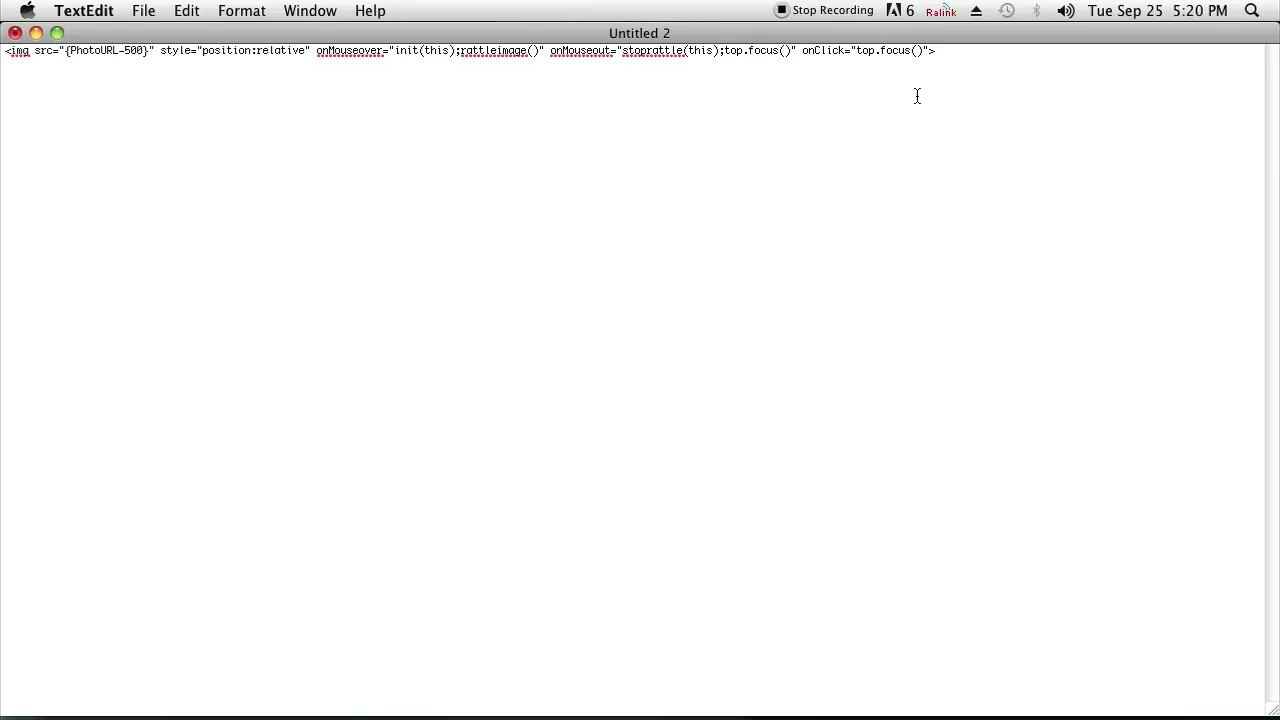 TextEdit File Edit Format Window Help Stop Recording 6 Ralink Tue Sep 25 5:20 PM
Untitled 2
<img src="{PhotoURL-500}" style="position:relative" onMouseover="init(this);rattleimage()" onMouseout="stoprattle(this);top.focus()" onClick="top.focus()">